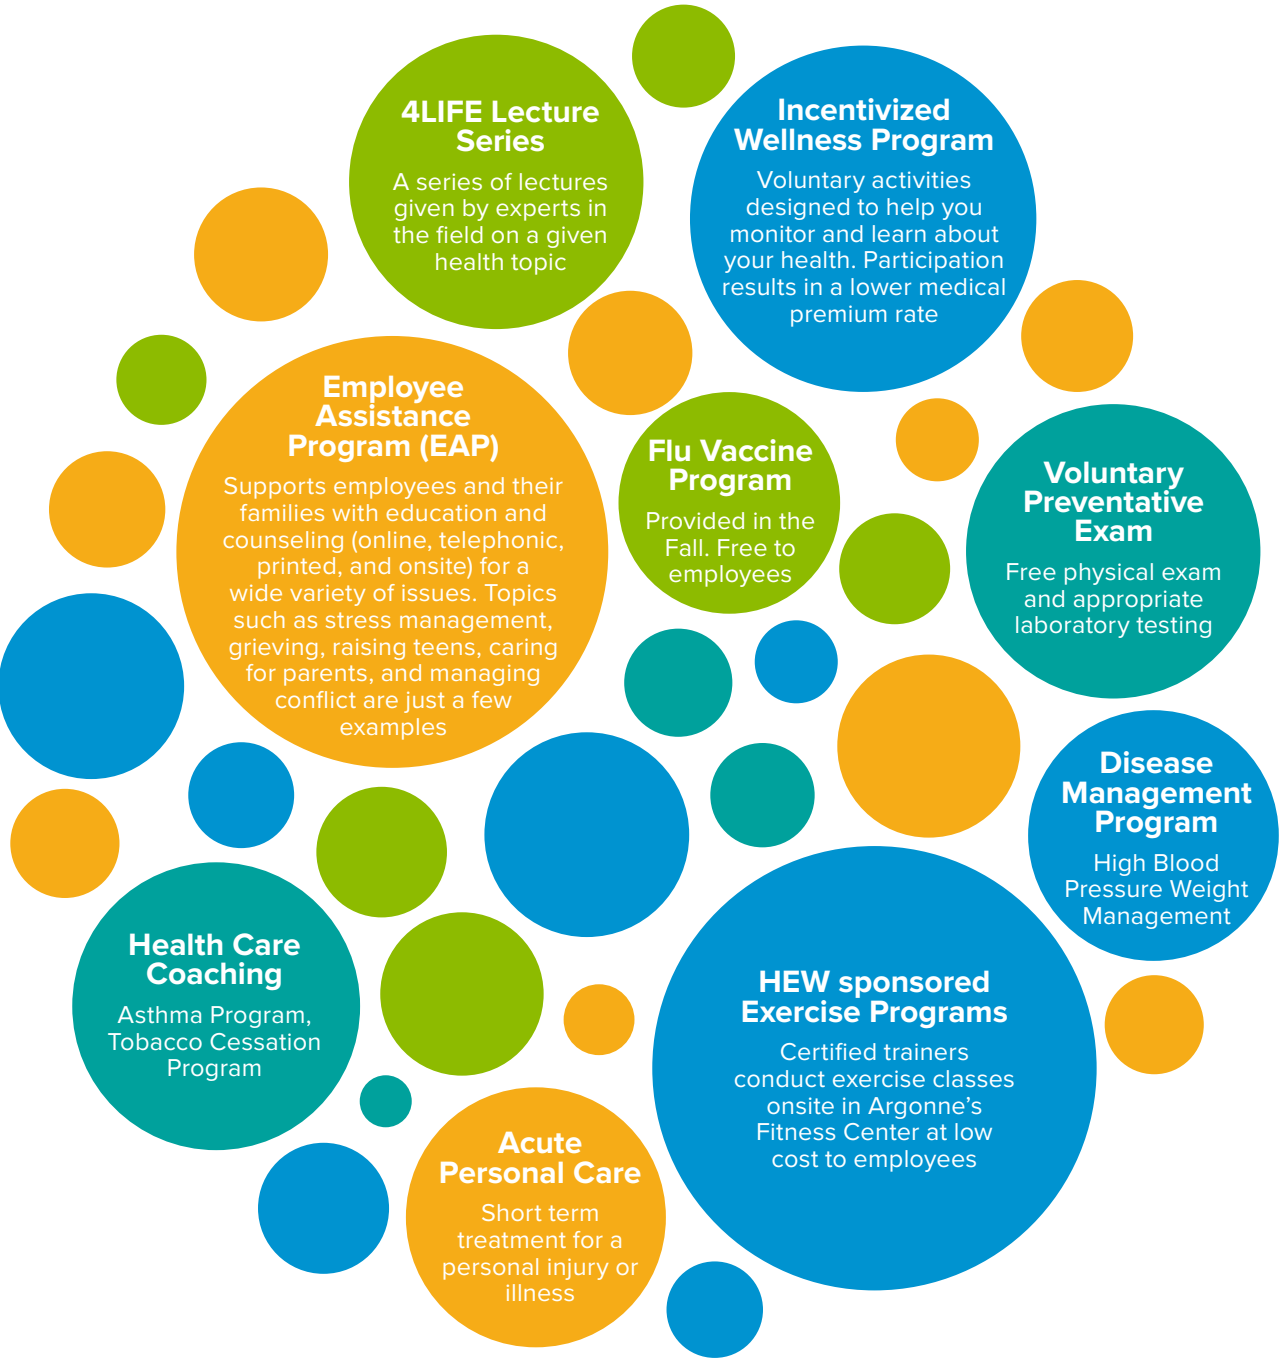 4LIFE Lecture
Series
A series of lectures
given by experts in
the field on a given
health topic
Incentivized
Wellness Program
Voluntary activities
designed to help you
monitor and learn about
your health. Participation
results in a lower medical
premium rate
Employee
Assistance
Program (EAP)
Supports employees and their
families with education and
counseling (online, telephonic,
printed, and onsite) for a
wide variety of issues. Topics
such as stress management,
grieving, raising teens, caring
for parents, and managing
conflict are just a few
examples
Flu Vaccine
Program
Provided in the
Fall. Free to
employees
Voluntary
Preventative
Exam
Free physical exam
and appropriate
laboratory testing
Disease
Management
Program
High Blood
Pressure Weight
Management
Health Care
Coaching
Asthma Program,
Tobacco Cessation
Program
HEW sponsored
Exercise Programs
Certified trainers
conduct exercise classes
onsite in Argonne’s
Fitness Center at low
cost to employees
Acute
Personal Care
Short term
treatment for a
personal injury or
illness